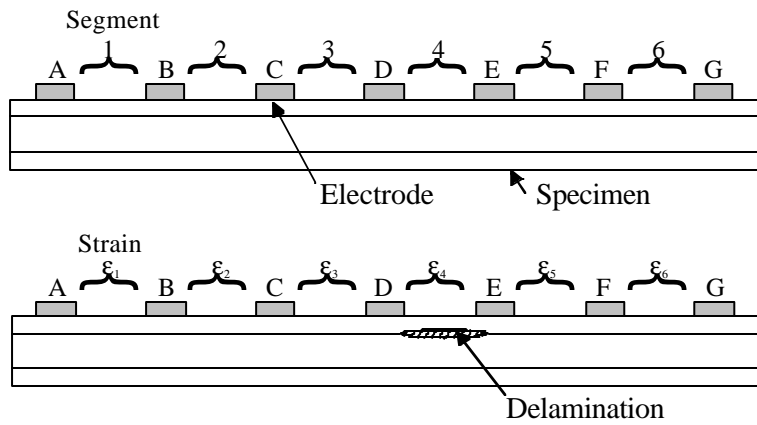 Segment
1 2 3 4 5 6
A B C D E F G
Electrode Specimen
Strain
ε₁ ε₂ ε₃ ε₄ ε₅ ε₆
A B C D E F G
Delamination